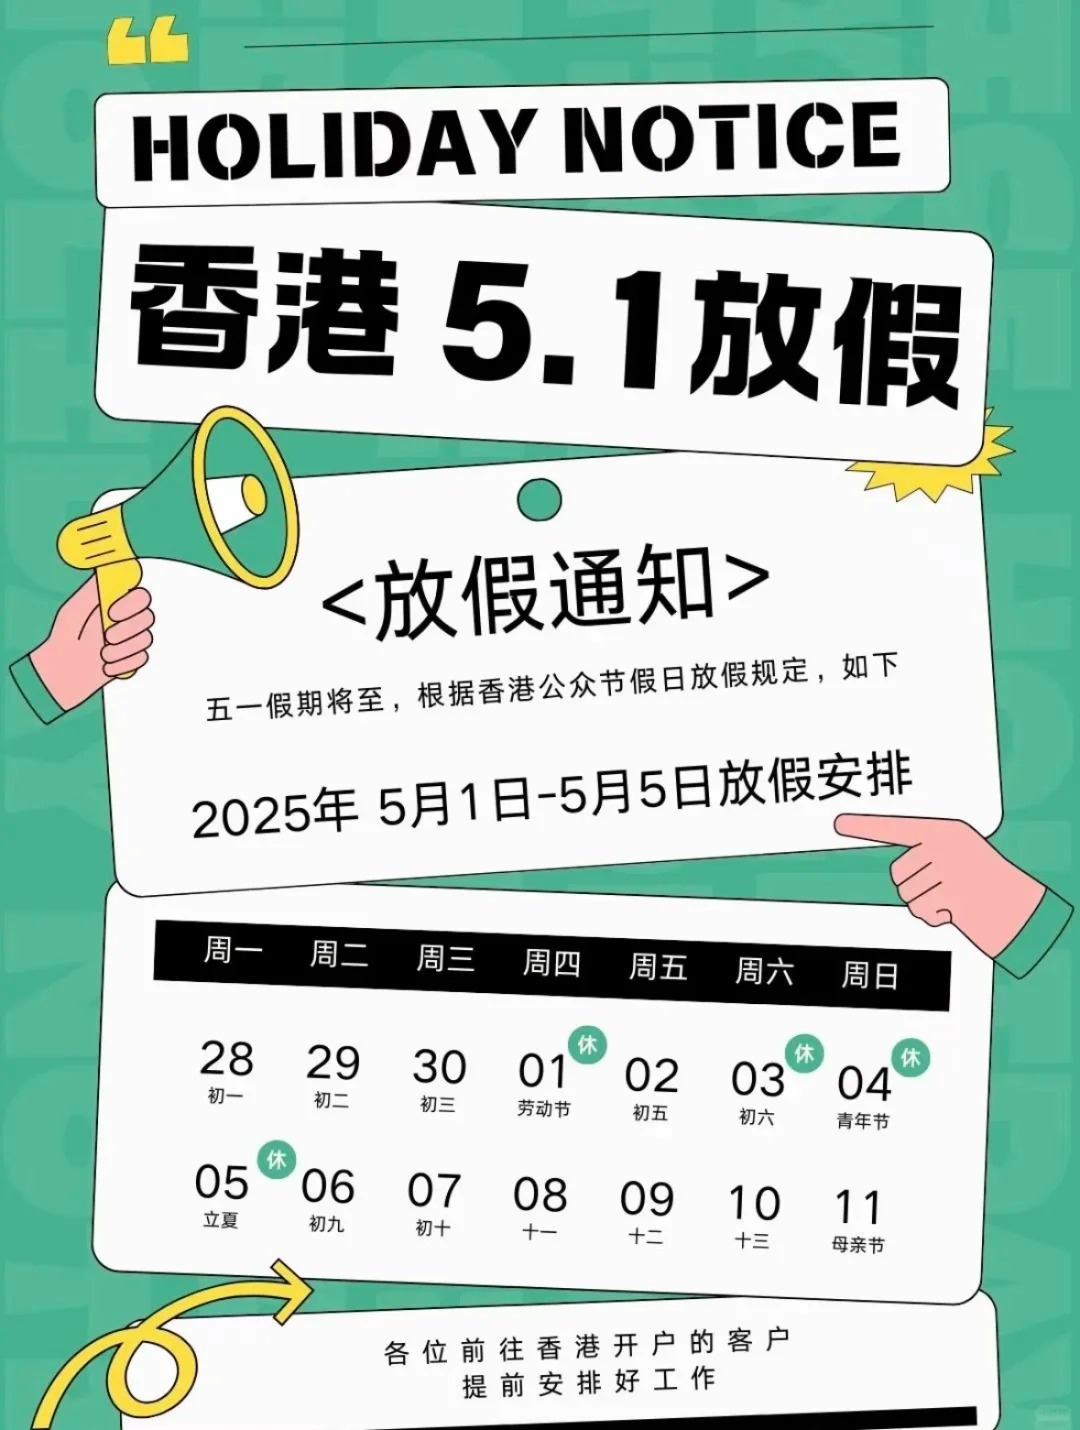 HOLIDAY NOTICE
香港 5.1放假
<放假通知>
五一假期将至，根据香港公众节假日放假规定，如下
2025年 5月1日-5月5日放假安排
周一 周二 周三 周四 周五 周六 周日
28 29 30 01 休 02 03 休 04 休
初一 初二 初三 劳动节 初五 初六 青年节
05 休 06 07 08 09 10 11
立夏 初九 初十 十一 十二 十三 母亲节
各位前往香港开户的客户
提前安排好工作